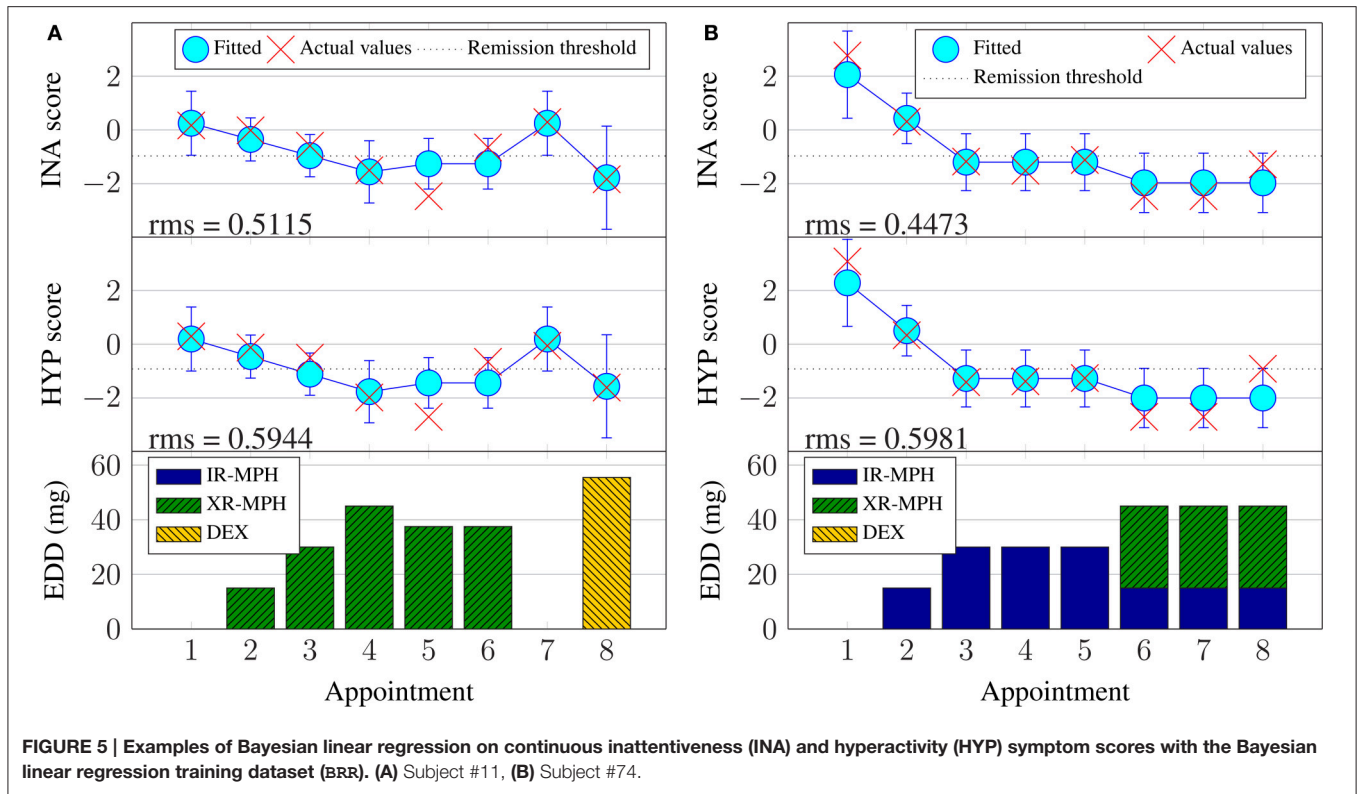 A
Fitted Actual values Remission threshold
INA score
2
0
−2
rms = 0.5115
HYP score
2
0
−2
rms = 0.5944
EDD (mg)
60
40
20
0
IR-MPH
XR-MPH
DEX
1 2 3 4 5 6 7 8
Appointment
B
Fitted Actual values
Remission threshold
INA score
2
0
−2
rms = 0.4473
HYP score
2
0
−2
rms = 0.5981
EDD (mg)
60
40
20
0
IR-MPH
XR-MPH
DEX
1 2 3 4 5 6 7 8
Appointment
FIGURE 5 | Examples of Bayesian linear regression on continuous inattentiveness (INA) and hyperactivity (HYP) symptom scores with the Bayesian
linear regression training dataset (BRR). (A) Subject #11, (B) Subject #74.